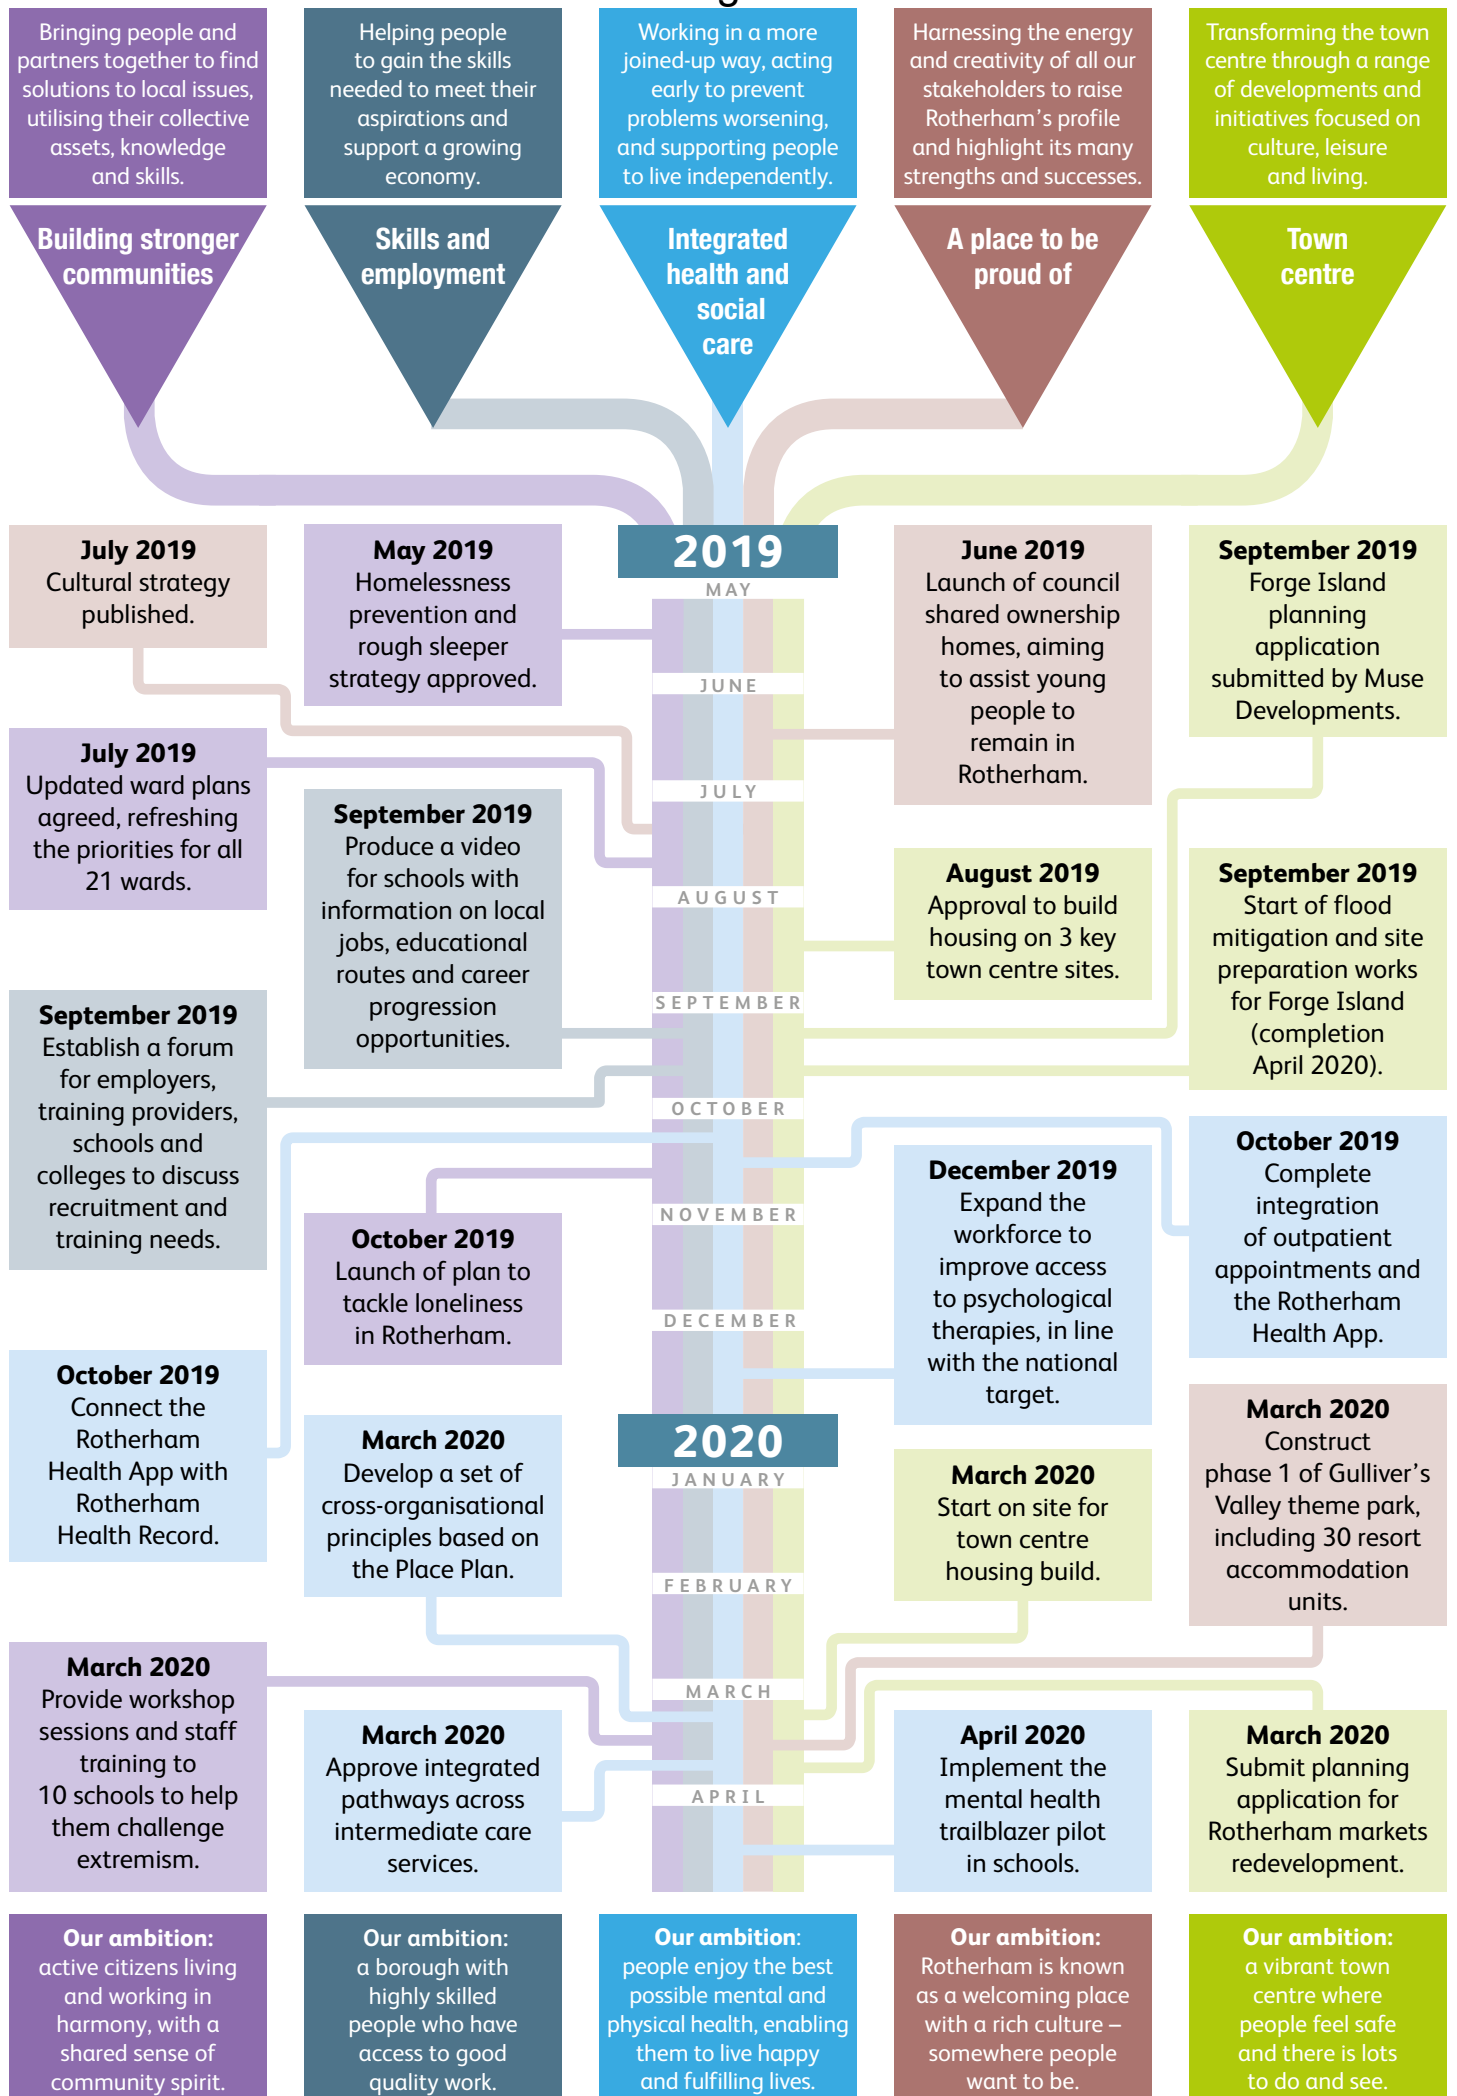 Bringing people and
partners together to find
solutions to local issues,
utilising their collective
assets, knowledge
and skills.
Helping people
to gain the skills
needed to meet their
aspirations and
support a growing
economy.
Working in a more
joined-up way, acting
early to prevent
problems worsening,
and supporting people
to live independently.
Harnessing the energy
and creativity of all our
stakeholders to raise
Rotherham's profile
and highlight its many
strengths and successes.
Transforming the town
centre through a range
of developments and
initiatives focused on
culture, leisure
and living.
Building stronger
communities
Skills and
employment
Integrated
health and
social
care
A place to be
proud of
Town
centre
July 2019
Cultural strategy
published.
May 2019
Homelessness
prevention and
rough sleeper
strategy approved.
2019
MAY
JUNE
JULY
AUGUST
SEPTEMBER
OCTOBER
NOVEMBER
DECEMBER
June 2019
Launch of council
shared ownership
homes, aiming
to assist young
people to
remain in
Rotherham.
September 2019
Forge Island
planning
application
submitted by Muse
Developments.
July 2019
Updated ward plans
agreed, refreshing
the priorities for all
21 wards.
September 2019
Produce a video
for schools with
information on local
jobs, educational
routes and career
progression
opportunities.
August 2019
Approval to build
housing on 3 key
town centre sites.
September 2019
Start of flood
mitigation and site
preparation works
for Forge Island
(completion
April 2020).
September 2019
Establish a forum
for employers,
training providers,
schools and
colleges to discuss
recruitment and
training needs.
October 2019
Launch of plan to
tackle loneliness
in Rotherham.
December 2019
Expand the
workforce to
improve access
to psychological
therapies, in line
with the national
target.
October 2019
Complete
integration
of outpatient
appointments and
the Rotherham
Health App.
October 2019
Connect the
Rotherham
Health App with
Rotherham
Health Record.
March 2020
Develop a set of
cross-organisational
principles based on
the Place Plan.
2020
JANUARY
FEBRUARY
MARCH
APRIL
March 2020
Start on site for
town centre
housing build.
March 2020
Construct
phase 1 of Gulliver's
Valley theme park,
including 30 resort
accommodation
units.
March 2020
Provide workshop
sessions and staff
training to
10 schools to help
them challenge
extremism.
March 2020
Approve integrated
pathways across
intermediate care
services.
April 2020
Implement the
mental health
trailblazer pilot
in schools.
March 2020
Submit planning
application for
Rotherham markets
redevelopment.
Our ambition:
active citizens living
and working in
harmony, with a
shared sense of
community spirit.
Our ambition:
a borough with
highly skilled
people who have
access to good
quality work.
Our ambition:
people enjoy the best
possible mental and
physical health, enabling
them to live happy
and fulfilling lives.
Our ambition:
Rotherham is known
as a welcoming place
with a rich culture –
somewhere people
want to be.
Our ambition:
a vibrant town
centre where
people feel safe
and there is lots
to do and see.